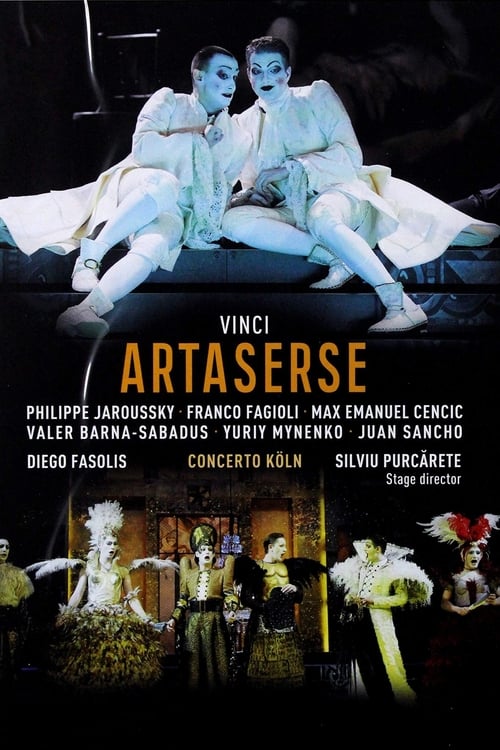 VINCI
ARTASERSE
PHILIPPE JAROUSSKY · FRANCO FAGIOLI · MAX EMANUEL CENCIC
VALER BARNA-SABADUS · YURIY MYNENKO · JUAN SANCHO
DIEGO FASOLIS CONCERTO KÖLN SILVIU PURCĂRETE
Stage director